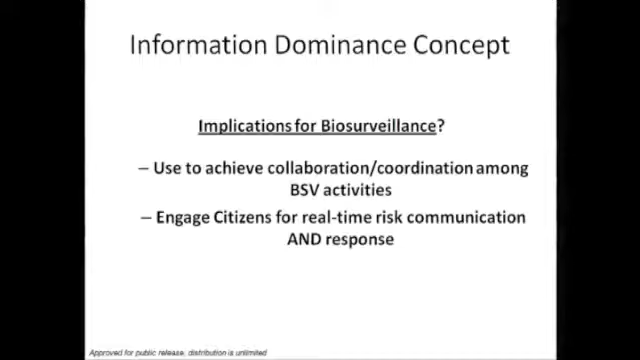 Information Dominance Concept
Implications for Biosurveillance?
– Use to achieve collaboration/coordination among
BSV activities
– Engage Citizens for real-time risk communication
AND response
Approved for public release, distribution is unlimited